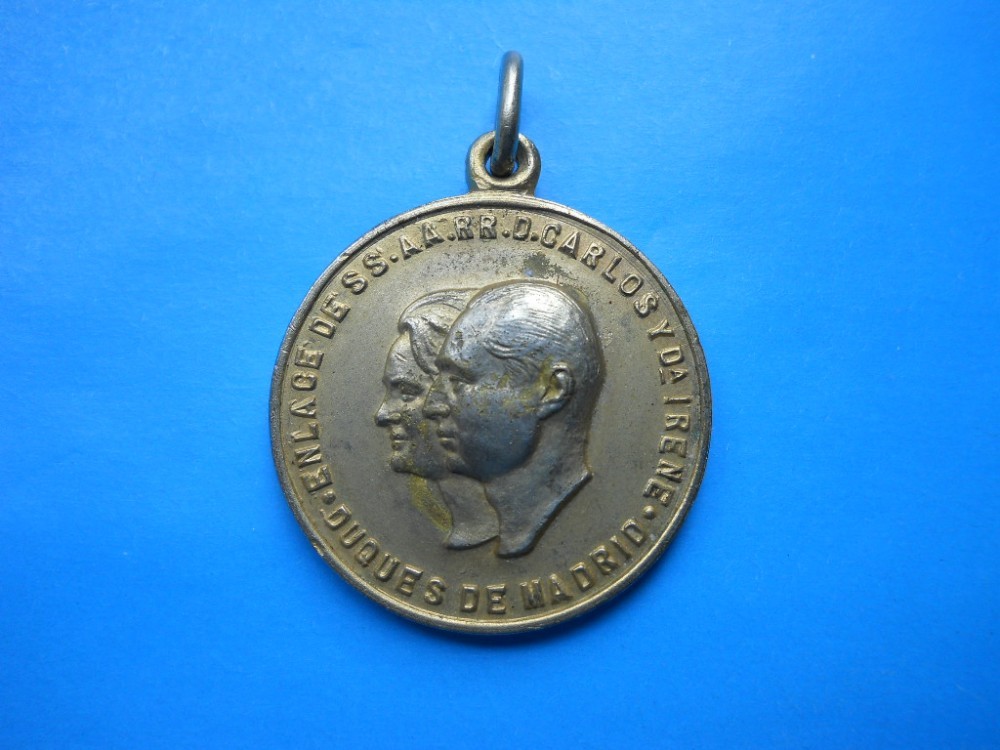 ·ENLACE DE SS·AA·RR·D·CARLOS Y DA IRENE·
DUQUES DE MADRID